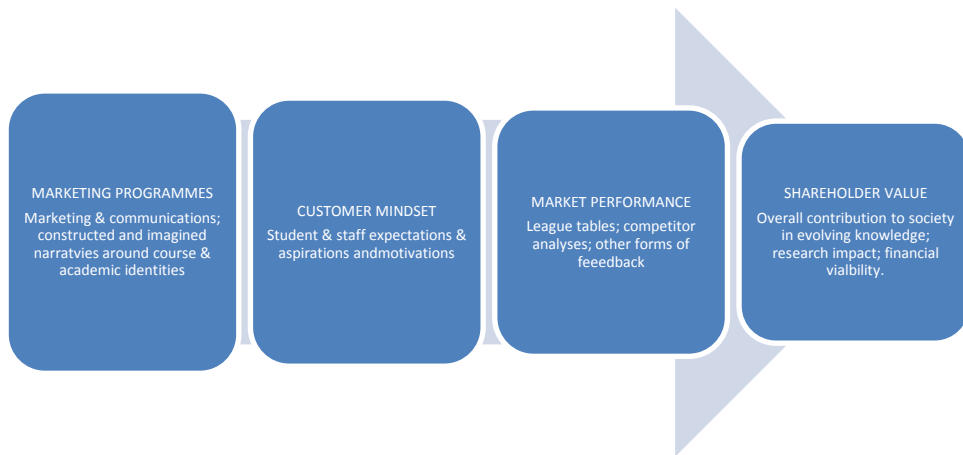 MARKETING PROGRAMMES
Marketing & communications;
constructed and imagined
narratvies around course &
academic identities
CUSTOMER MINDSET
Student & staff expectations &
aspirations andmotivations
MARKET PERFORMANCE
League tables; competitor
analyses; other forms of
feeedback
SHAREHOLDER VALUE
Overall contribution to society
in evolving knowledge;
research impact; financial
vialbility.